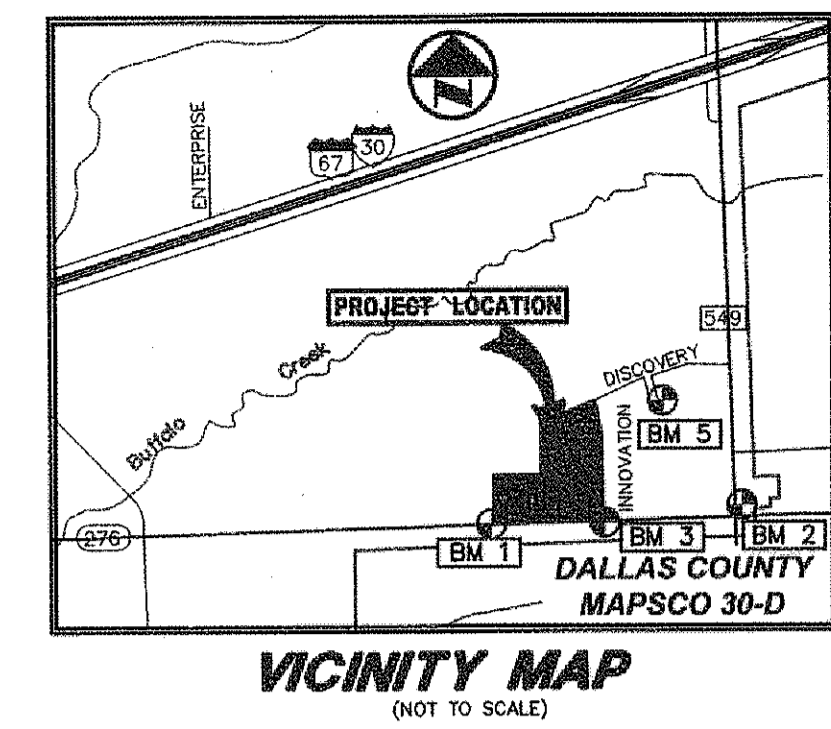 ENTERPRISE
67
30
PROJECT LOCATION
549
Buffalo Creek
DISCOVERY
INNOVATION
BM 5
276
BM 1
BM 3
BM 2
DALLAS COUNTY
MAPSCO 30-D
VICINITY MAP
(NOT TO SCALE)